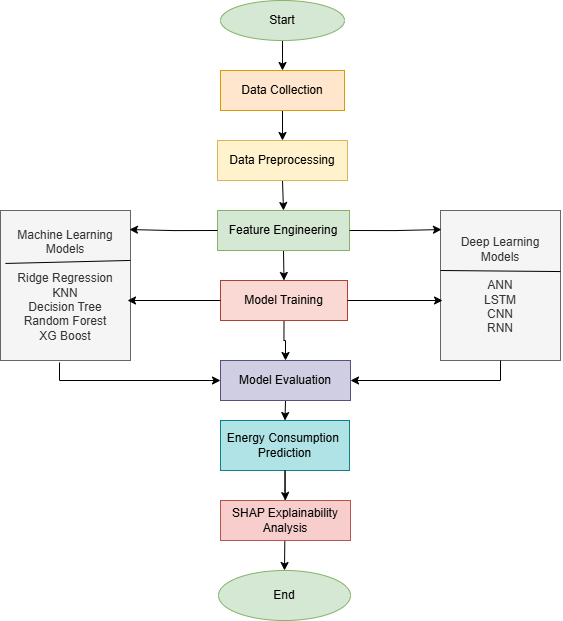 Start
Data Collection
Data Preprocessing
Feature Engineering
Machine Learning
Models
Ridge Regression
KNN
Decision Tree
Random Forest
XG Boost
Deep Learning
Models
ANN
LSTM
CNN
RNN
Model Training
Model Evaluation
Energy Consumption
Prediction
SHAP Explainability
Analysis
End